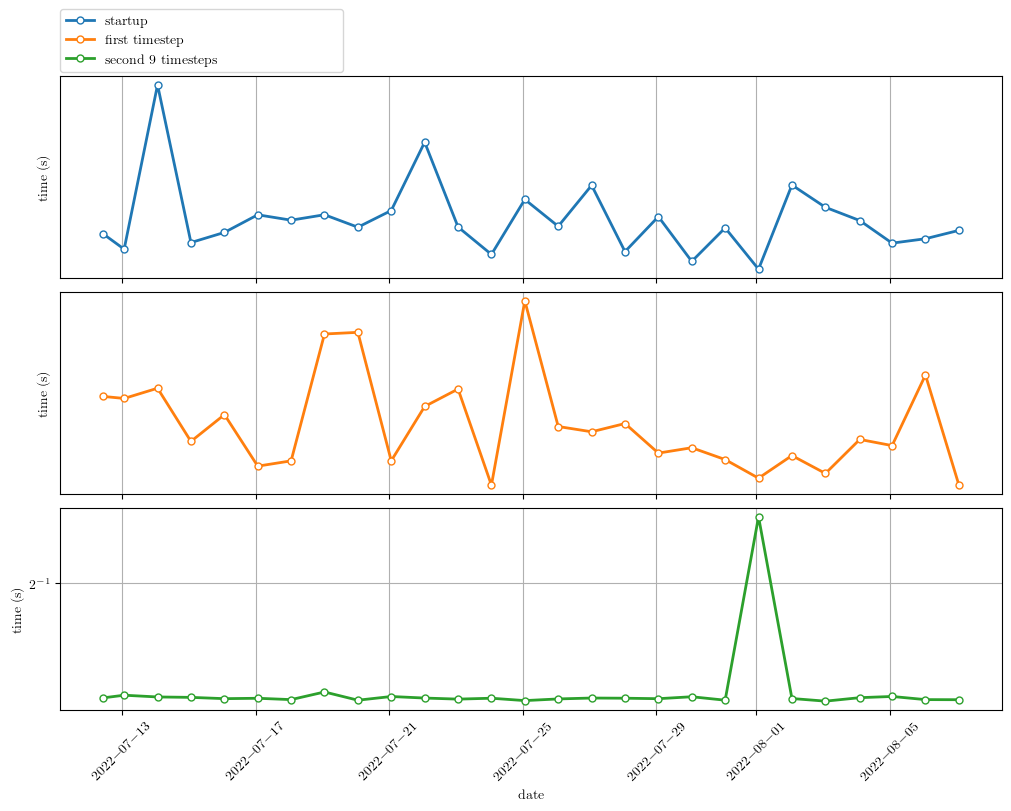 startup
first timestep
second 9 timesteps
time (s)
time (s)
time (s)
2⁻¹
2022−07−13
2022−07−17
2022−07−21
2022−07−25
2022−07−29
2022−08−01
2022−08−05
date